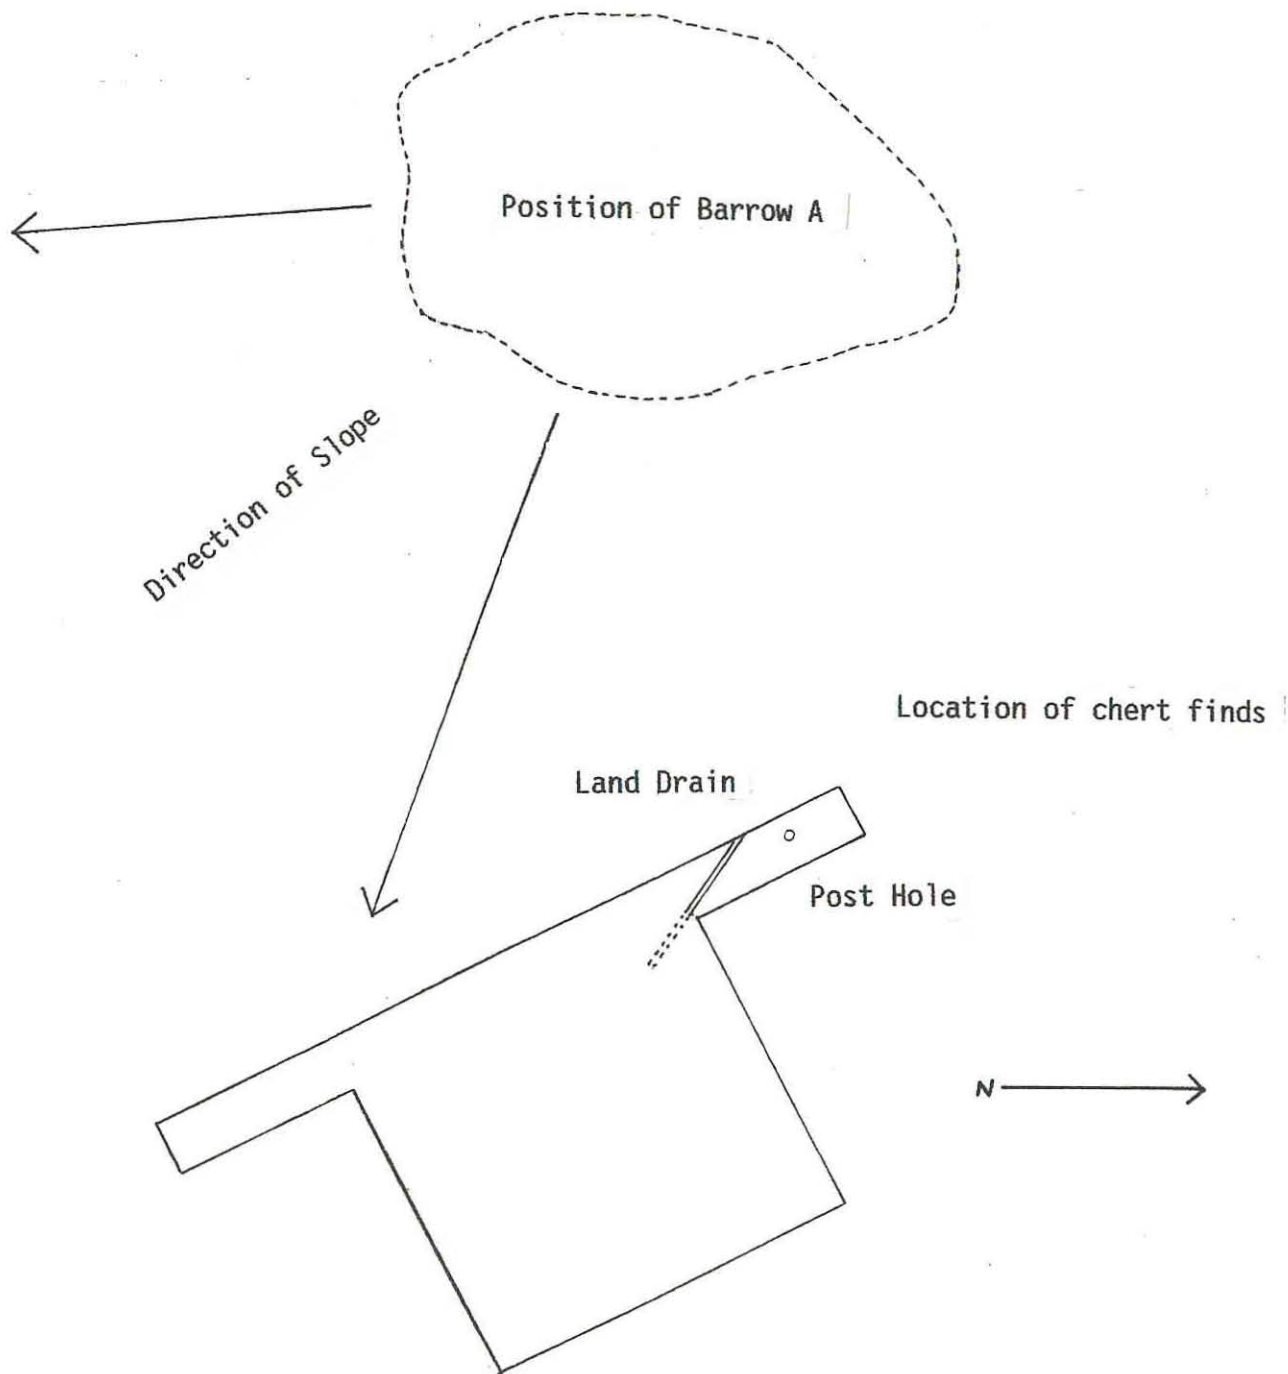 Position of Barrow A
Direction of Slope
Location of chert finds
Land Drain
Post Hole
N